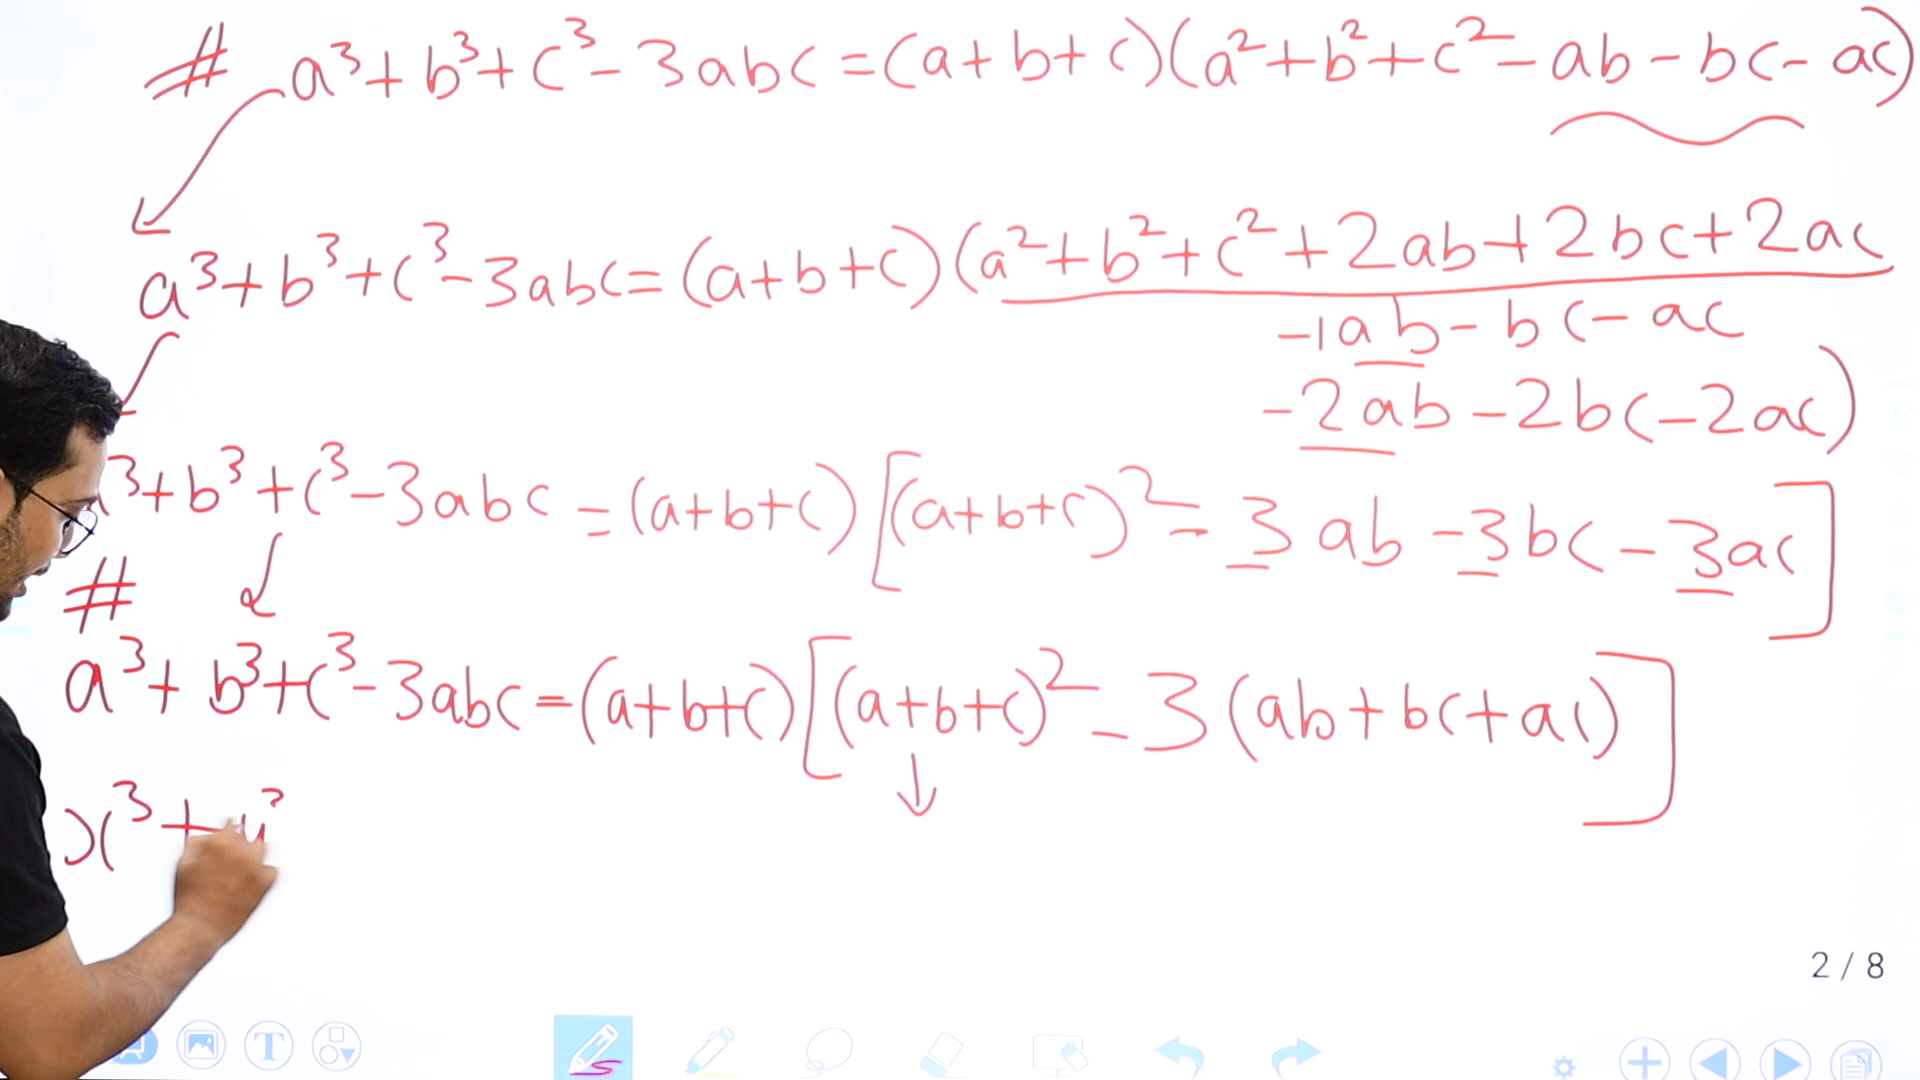 # a³+b³+c³-3abc=(a+b+c)(a²+b²+c²-ab-bc-ac)
a³+b³+c³-3abc=(a+b+c)(a²+b²+c²+2ab+2bc+2ac
-1ab-bc-ac
-2ab-2bc-2ac)
a³+b³+c³-3abc=(a+b+c)[(a+b+c)²-3ab-3bc-3ac]
#
a³+b³+c³-3abc=(a+b+c)[(a+b+c)²-3(ab+bc+ac)]
x³+y³
2 / 8
T